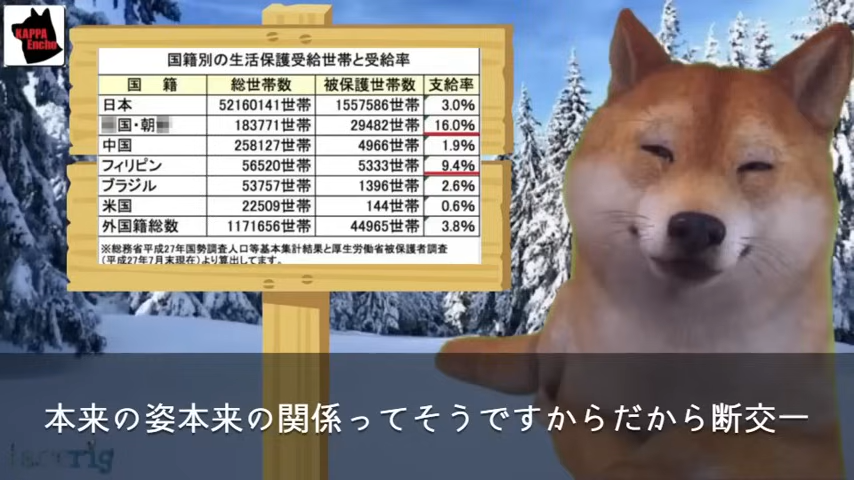 KAPPA
Encho
国籍別の生活保護受給世帯と受給率
国 籍 総世帯数 被保護世帯数 支給率
日本 52160141世帯 1557586世帯 3.0%
国・朝 183771世帯 29482世帯 16.0%
中国 258127世帯 4966世帯 1.9%
フィリピン 56520世帯 5333世帯 9.4%
ブラジル 53757世帯 1396世帯 2.6%
米国 22509世帯 144世帯 0.6%
外国籍総数 1171656世帯 44965世帯 3.8%
※総務省平成27年国勢調査人口等基本集計結果と厚生労働省被保護者調査
(平成27年7月末現在)より算出してます。
本来の姿本来の関係ってそうですからだから断交一